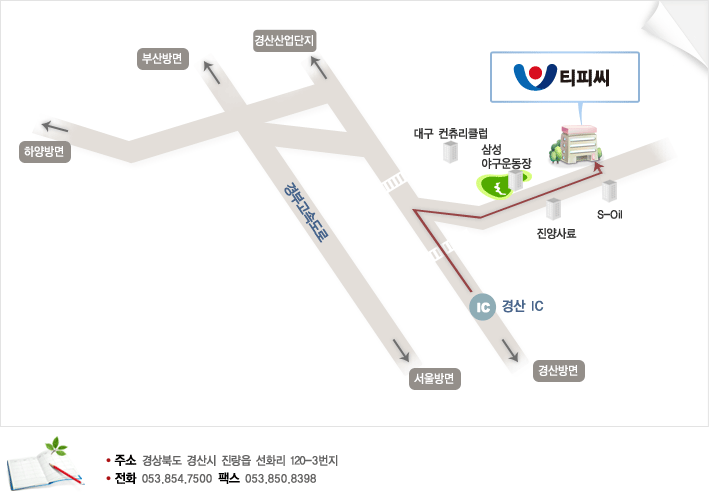 경산산업단지
부산방면
티피씨
하양방면
대구 컨츄리클럽
삼성
야구운동장
경부고속도로
S-Oil
진양사료
IC 경산 IC
서울방면
경산방면
• 주소 경상북도 경산시 진량읍 선화리 120-3번지
• 전화 053.854.7500 팩스 053.850.8398